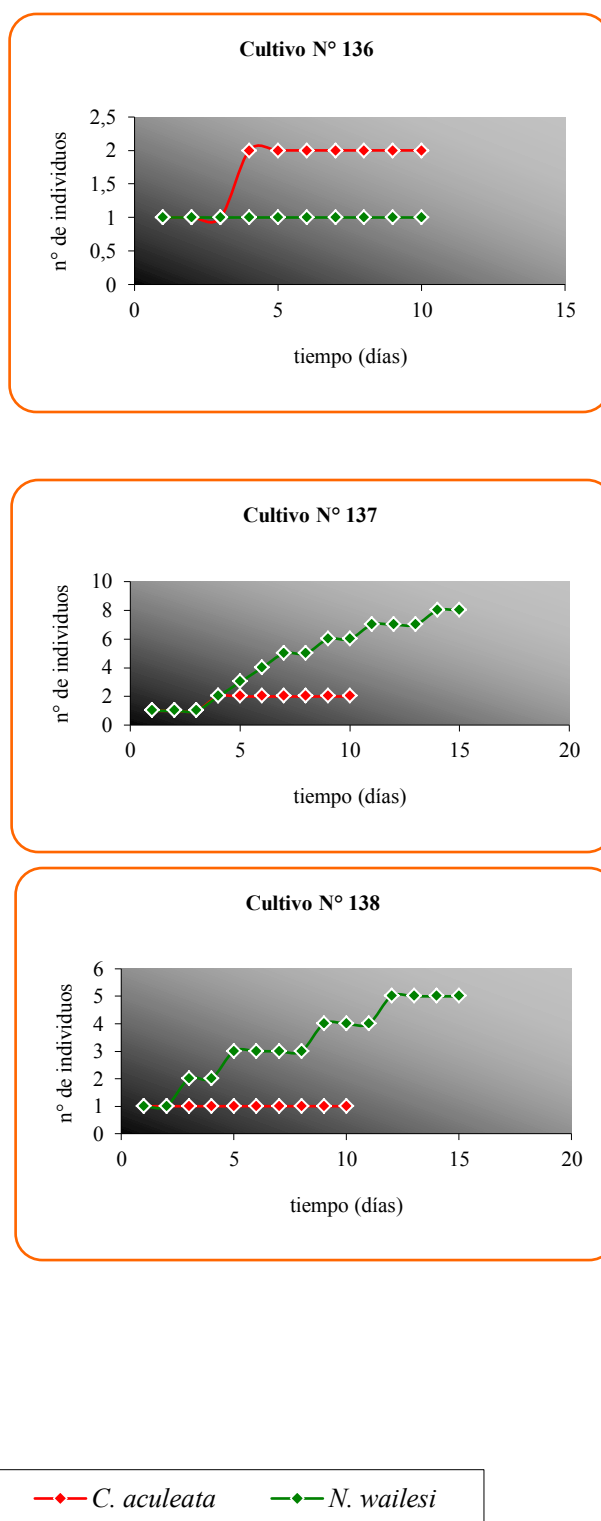 Cultivo N° 136
n° de individuos
2,5
2
1,5
1
0,5
0
0 5 10 15
tiempo (días)
Cultivo N° 137
n° de individuos
10
8
6
4
2
0
0 5 10 15 20
tiempo (días)
Cultivo N° 138
n° de individuos
6
5
4
3
2
1
0
0 5 10 15 20
tiempo (días)
C. aculeata N. wailesi